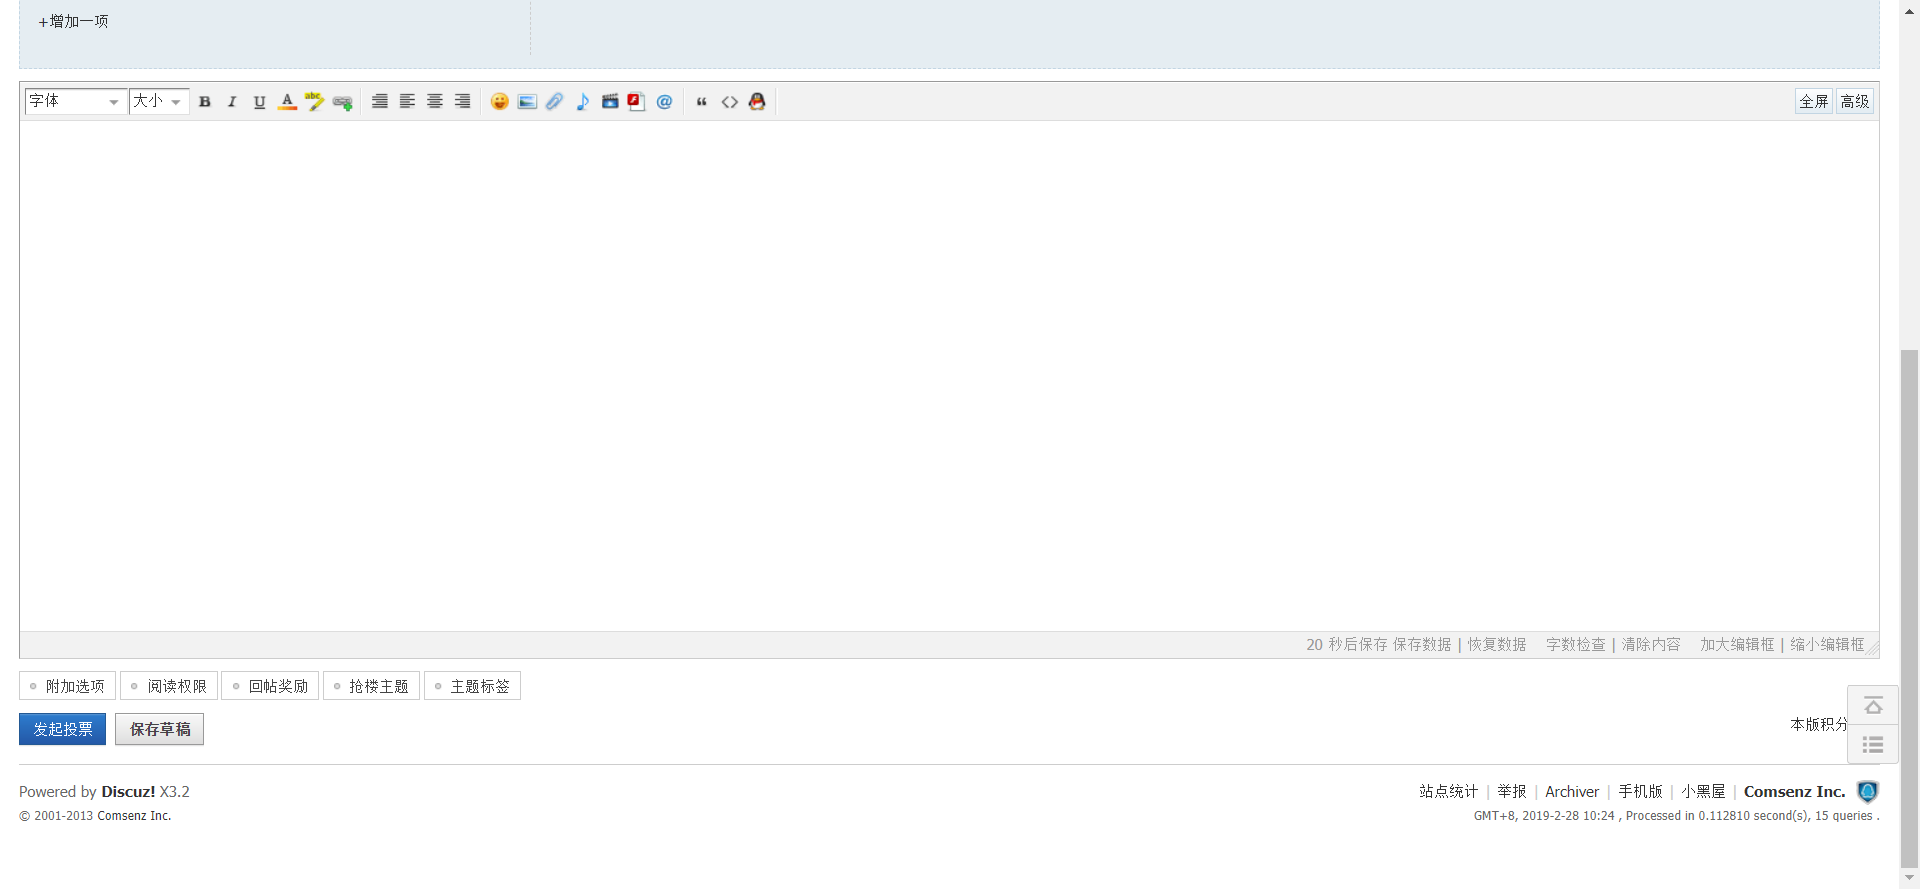 +增加一项
字体 大小 B I U A abc 全屏 高级
20 秒后保存 保存数据 | 恢复数据 字数检查 | 清除内容 加大编辑框 | 缩小编辑框
附加选项 阅读权限 回帖奖励 抢楼主题 主题标签
发起投票 保存草稿 本版积分
Powered by Discuz! X3.2 站点统计 | 举报 | Archiver | 手机版 | 小黑屋 | Comsenz Inc.
© 2001-2013 Comsenz Inc. GMT+8, 2019-2-28 10:24 , Processed in 0.112810 second(s), 15 queries .